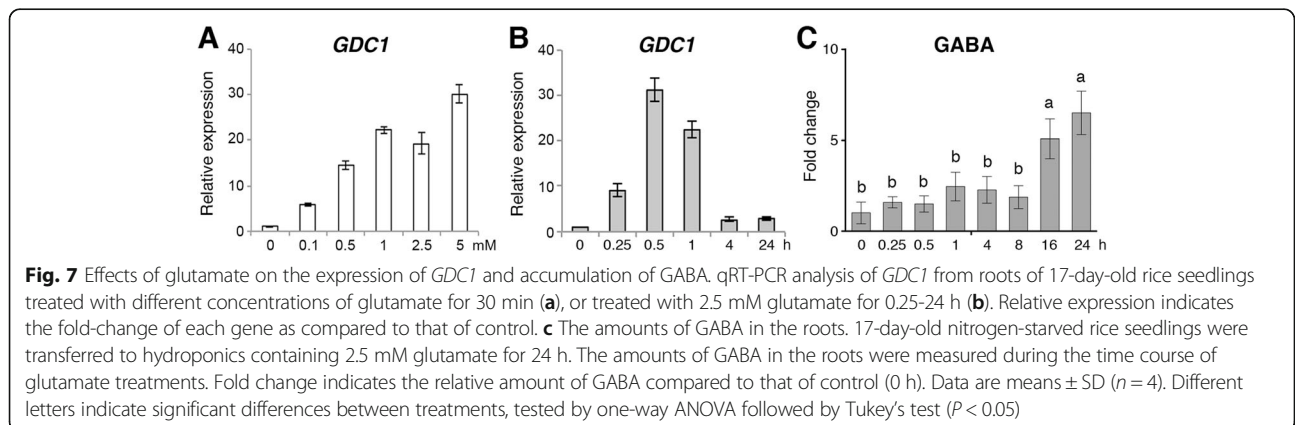 A GDC1 B GDC1 C GABA
Relative expression
40
30
20
10
0
0 0.1 0.5 1 2.5 5 mM
Relative expression
40
30
20
10
0
0 0.25 0.5 1 4 24 h
Fold change
10
5
0
b b b b b b a a
0 0.25 0.5 1 4 8 16 24 h
Fig. 7 Effects of glutamate on the expression of GDC1 and accumulation of GABA. qRT-PCR analysis of GDC1 from roots of 17-day-old rice seedlings
treated with different concentrations of glutamate for 30 min (a), or treated with 2.5 mM glutamate for 0.25-24 h (b). Relative expression indicates
the fold-change of each gene as compared to that of control. c The amounts of GABA in the roots. 17-day-old nitrogen-starved rice seedlings were
transferred to hydroponics containing 2.5 mM glutamate for 24 h. The amounts of GABA in the roots were measured during the time course of
glutamate treatments. Fold change indicates the relative amount of GABA compared to that of control (0 h). Data are means ± SD (n = 4). Different
letters indicate significant differences between treatments, tested by one-way ANOVA followed by Tukey's test (P < 0.05)